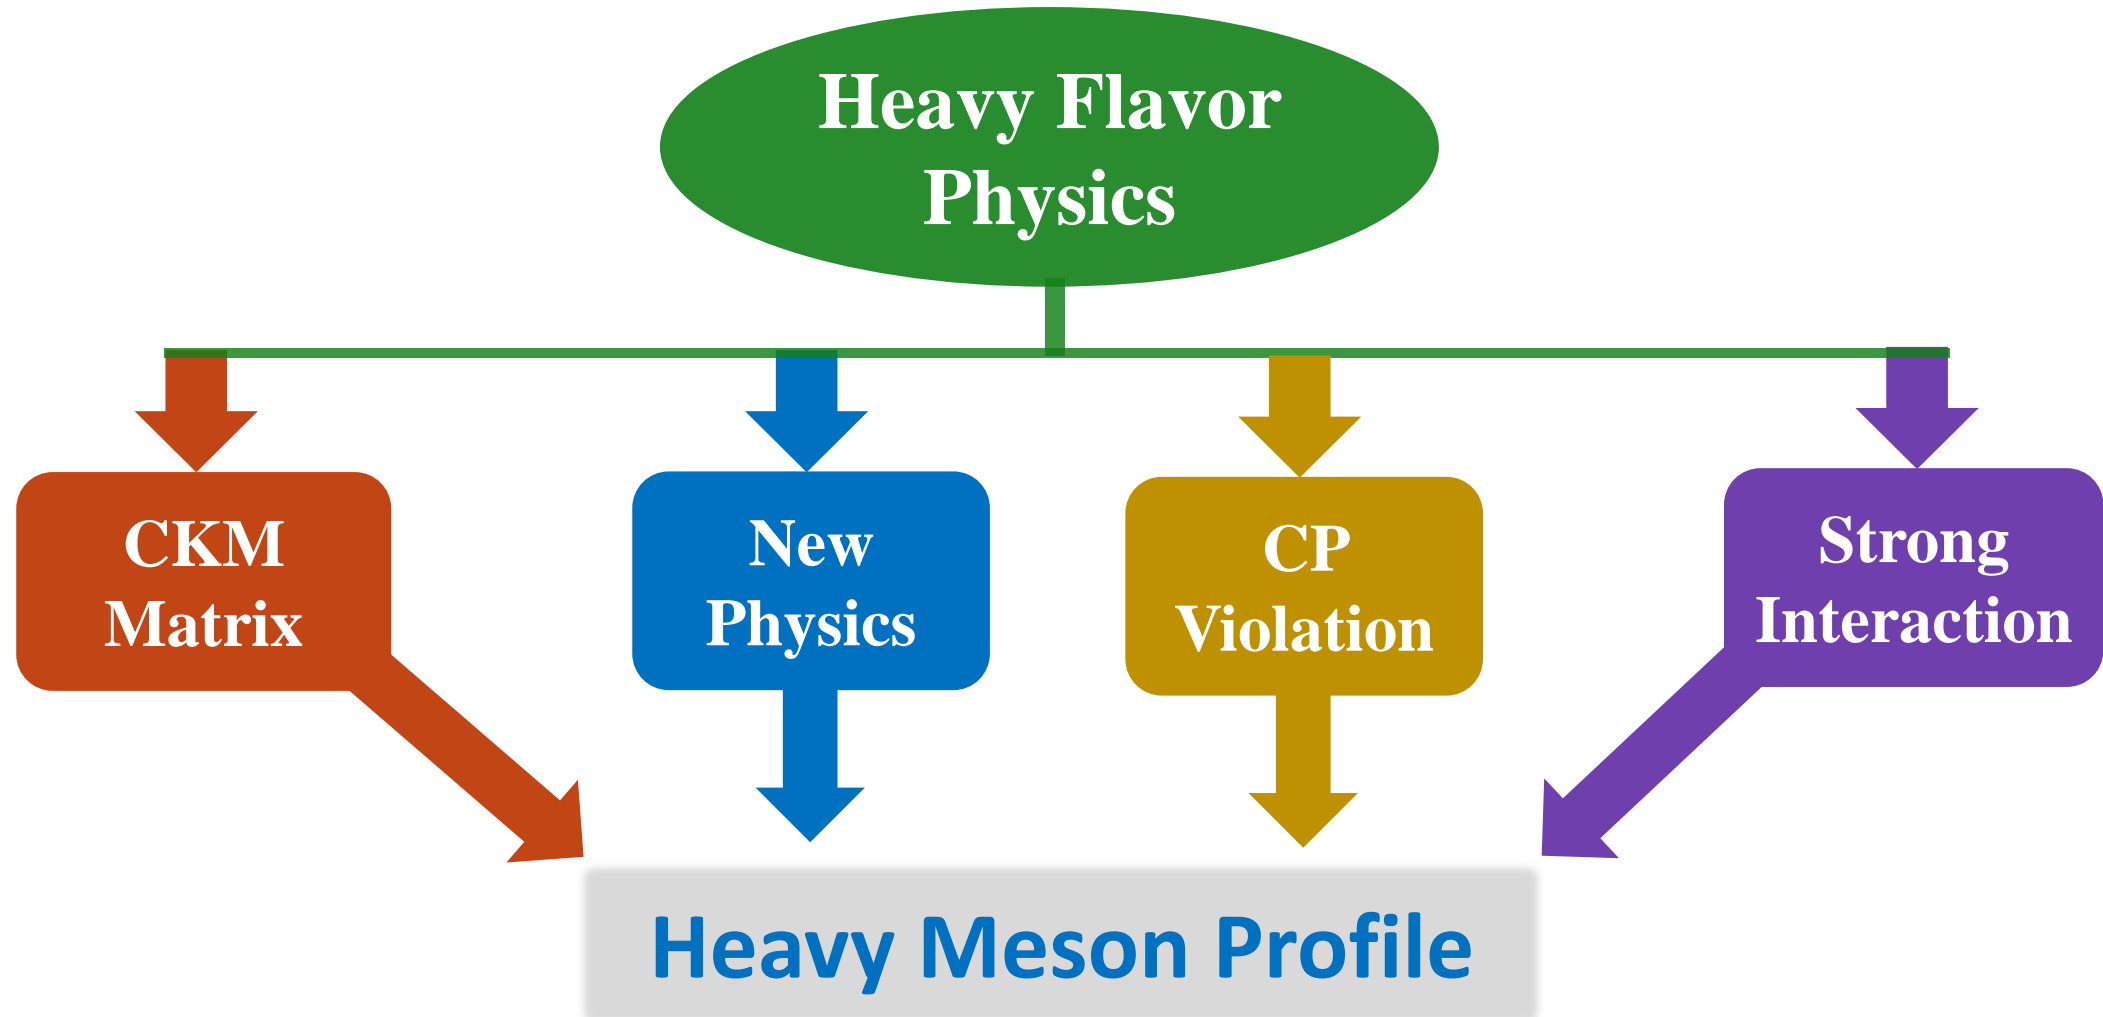 Heavy Flavor
Physics
CKM
Matrix
New
Physics
CP
Violation
Strong
Interaction
Heavy Meson Profile